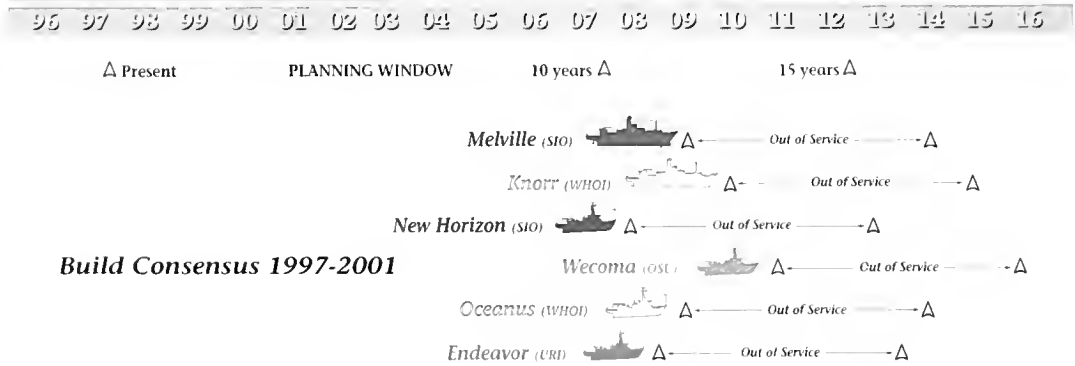 96 97 98 99 00 01 02 03 04 05 06 07 08 09 10 11 12 13 14 15 16
Present PLANNING WINDOW 10 years 15 years
Melville (SIO) Out of Service
Knorr (WHOI) Out of Service
New Horizon (SIO) Out of Service
Build Consensus 1997-2001
Wecoma Out of Service
Oceanus (WHOI) Out of Service
Endeavor (URI) Out of Service